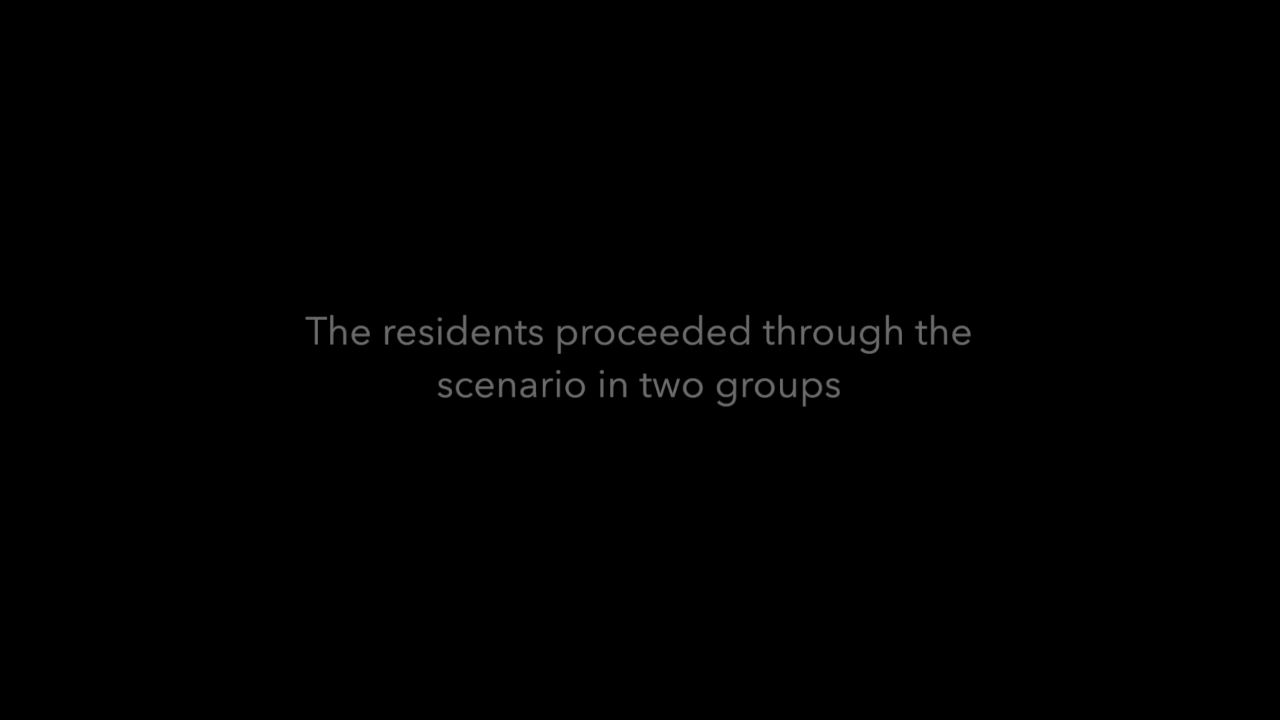 The residents proceeded through the
scenario in two groups